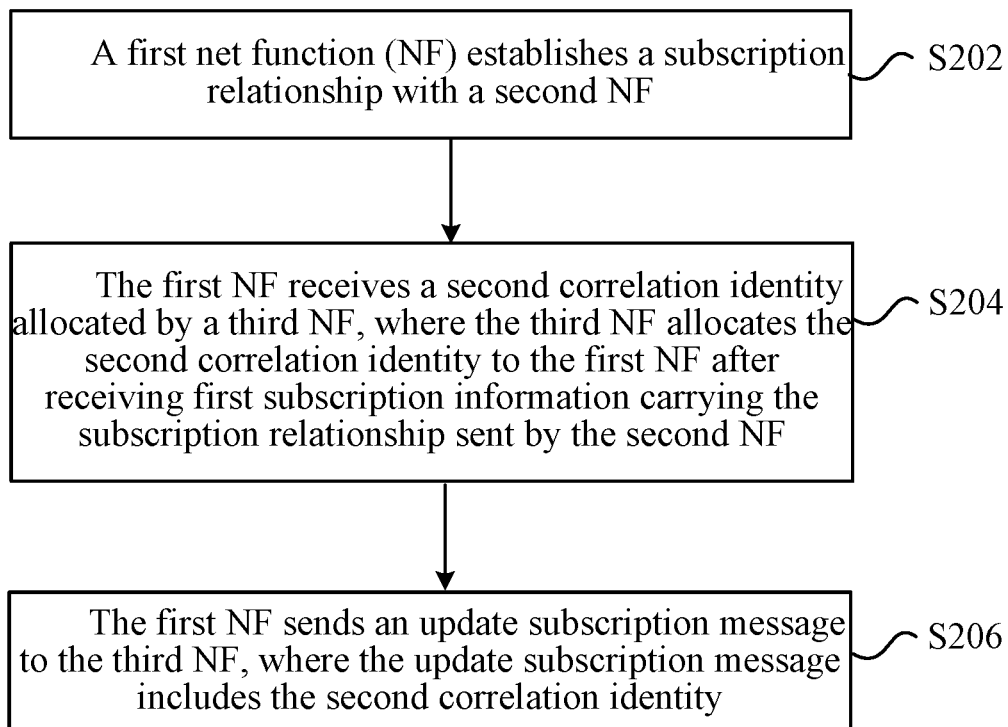 A first net function (NF) establishes a subscription
relationship with a second NF
S202
The first NF receives a second correlation identity
allocated by a third NF, where the third NF allocates the
second correlation identity to the first NF after
receiving first subscription information carrying the
subscription relationship sent by the second NF
S204
The first NF sends an update subscription message
to the third NF, where the update subscription message
includes the second correlation identity
S206